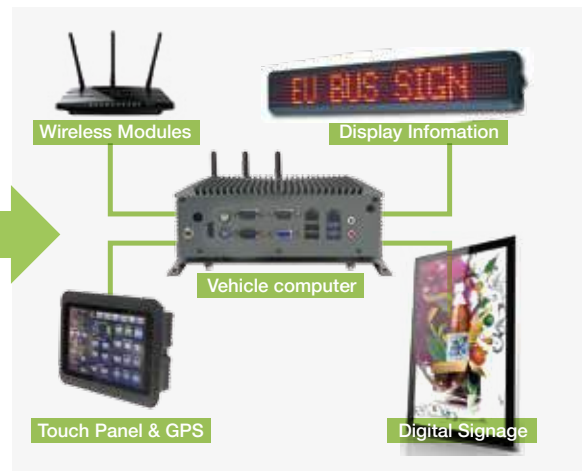 EU BUS SIGN
Wireless Modules
Display Infomation
Vehicle computer
Touch Panel & GPS
Digital Signage